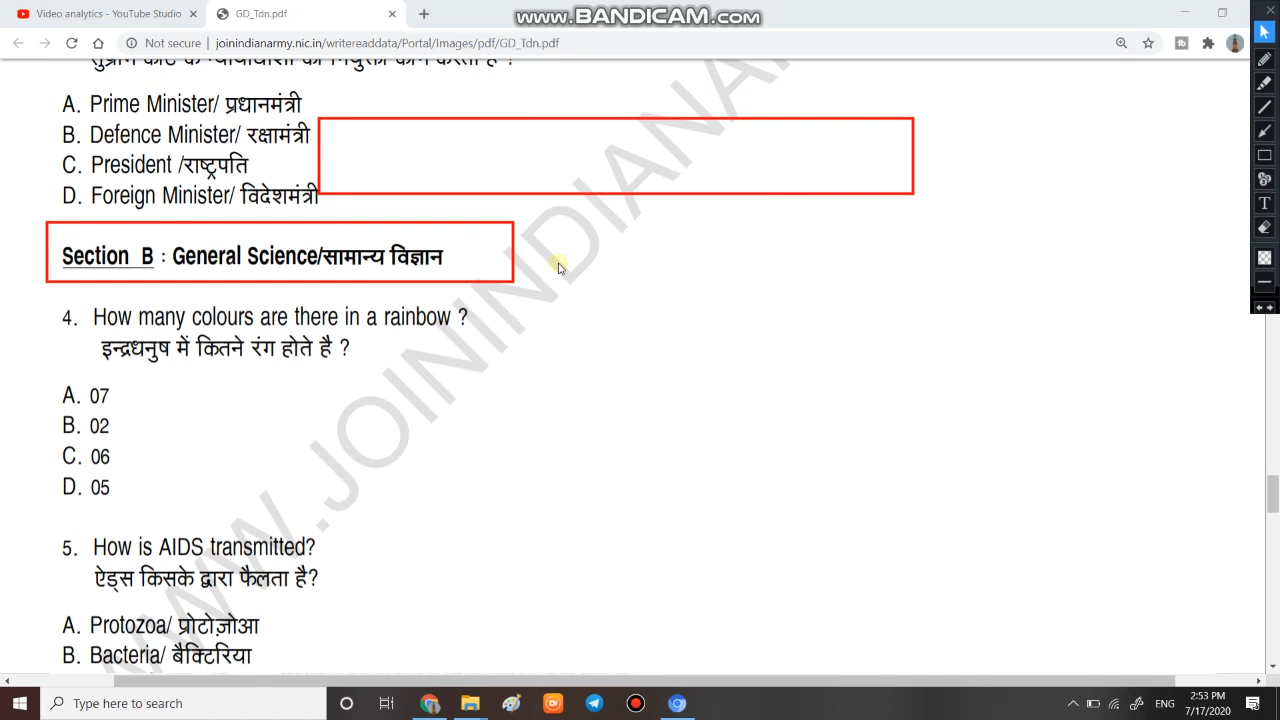 Video analytics - YouTube Studio
GD_Tdn.pdf
www.BANDICAM.com
Not secure | joinindianarmy.nic.in/writereaddata/Portal/Images/pdf/GD_Tdn.pdf
सुप्रीम कोर्ट के न्यायाधीशों की नियुक्ति कौन करता है ?
A. Prime Minister/ प्रधानमंत्री
B. Defence Minister/ रक्षामंत्री
C. President /राष्ट्रपति
D. Foreign Minister/ विदेशमंत्री
Section B : General Science/सामान्य विज्ञान
4. How many colours are there in a rainbow ?
इन्द्रधनुष में कितने रंग होते है ?
A. 07
B. 02
C. 06
D. 05
5. How is AIDS transmitted?
ऐड्स किसके द्वारा फैलता है?
A. Protozoa/ प्रोटोज़ोआ
B. Bacteria/ बैक्टिरिया
WWW.JOININDIANA
Type here to search
ENG
2:53 PM
7/17/2020